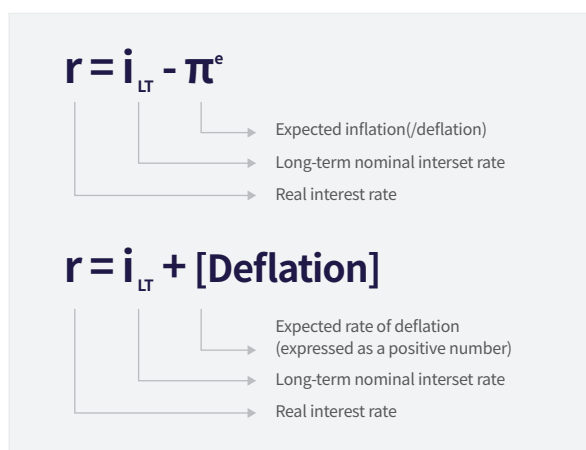 r = i LT - π e
Expected inflation(/deflation)
Long-term nominal interset rate
Real interest rate
r = i LT + [Deflation]
Expected rate of deflation
(expressed as a positive number)
Long-term nominal interset rate
Real interest rate